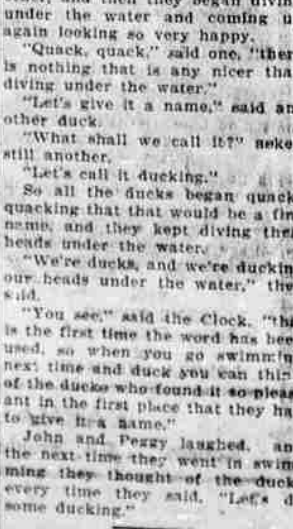 under the water and coming u
again looking so very happy.
"Quack, quack," said one, "ther
is nothing that is any nicer tha
diving under the water."
"Let's give it a name," said an
other duck.
"What shall we call it?" aske
still another.
"Let's call it ducking."
So all the ducks began quack
quacking that that would be a fin
name, and they kept diving thei
heads under the water.
"We're ducks, and we're duckin
our heads under the water," the
said.
"You see," said the Clock, "thi
is the first time the word has bee
used, so when you go swimmin
next time and duck you can thin
of the ducks who found it so pleas
ant in the first place that they ha
to give it a name."
John and Peggy laughed, an
the next time they went in swim
ming they thought of the duck
every time they said, "Let's d
some ducking."